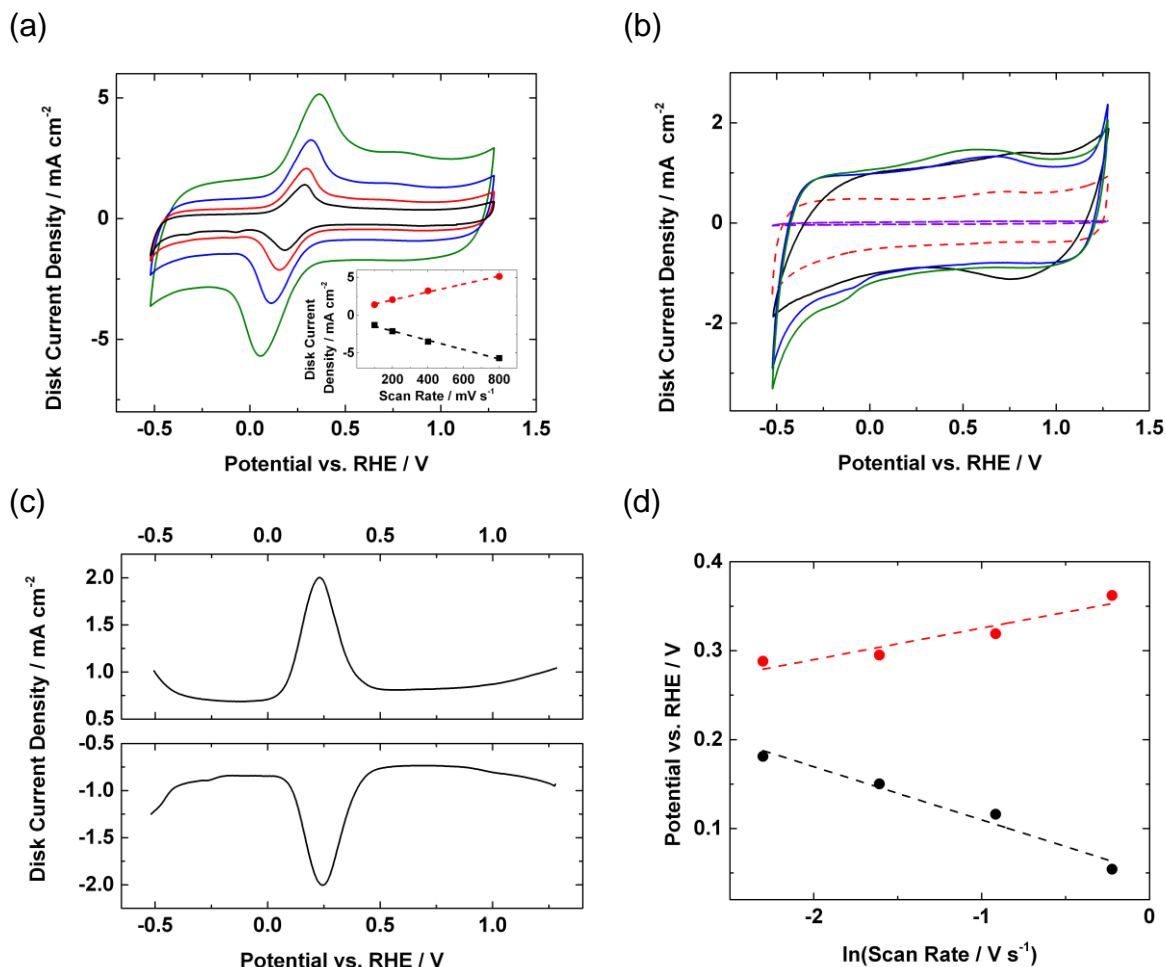 (a)
Disk Current Density / mA cm-2
5
0
-5
-0.5 0.0 0.5 1.0 1.5
Potential vs. RHE / V
Disk Current
Density / mA cm-2
5
0
-5
200 400 600 800
Scan Rate / mV s-1
(b)
Disk Current Density / mA cm-2
2
0
-2
-0.5 0.0 0.5 1.0 1.5
Potential vs. RHE / V
(c)
-0.5 0.0 0.5 1.0
Disk Current Density / mA cm-2
2.0
1.5
1.0
0.5
-0.5
-1.0
-1.5
-2.0
-0.5 0.0 0.5 1.0
Potential vs. RHE / V
(d)
Potential vs. RHE / V
0.4
0.3
0.2
0.1
-2 -1 0
ln(Scan Rate / V s-1)